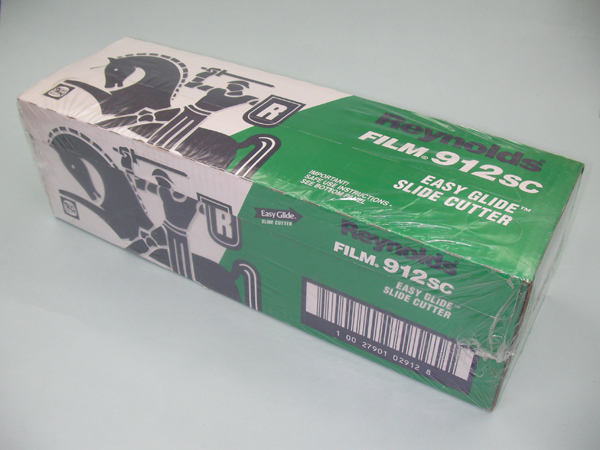 Reynolds
FILM® 912SC
EASY GLIDE™
SLIDE CUTTER
IMPORTANT!
SAFE USE INSTRUCTIONS -
SEE BOTTOM PANEL
R
Easy Glide.
SLIDE CUTTER
Reynolds
FILM® 912SC
EASY GLIDE™
SLIDE CUTTER
R
1 00 27901 02912 8